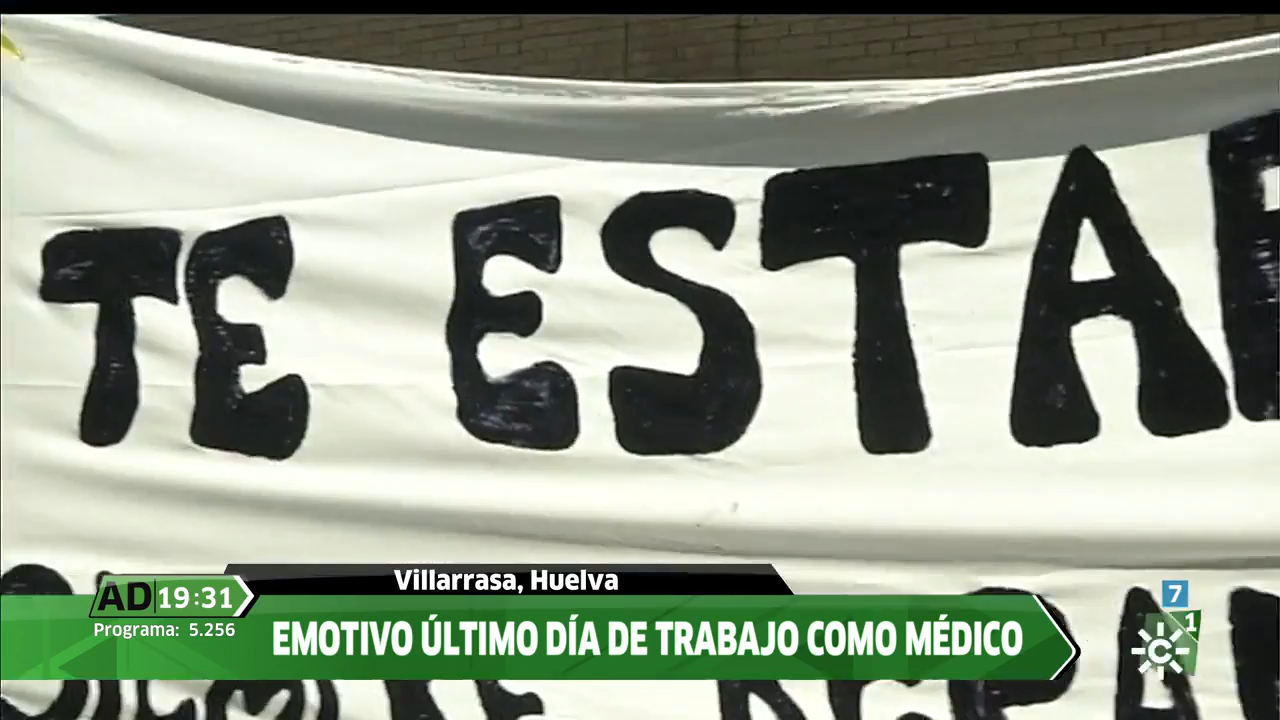 TE ESTA
Villarrasa, Huelva
AD 19:31
Programa: 5.256
EMOTIVO ÚLTIMO DÍA DE TRABAJO COMO MÉDICO
7
1